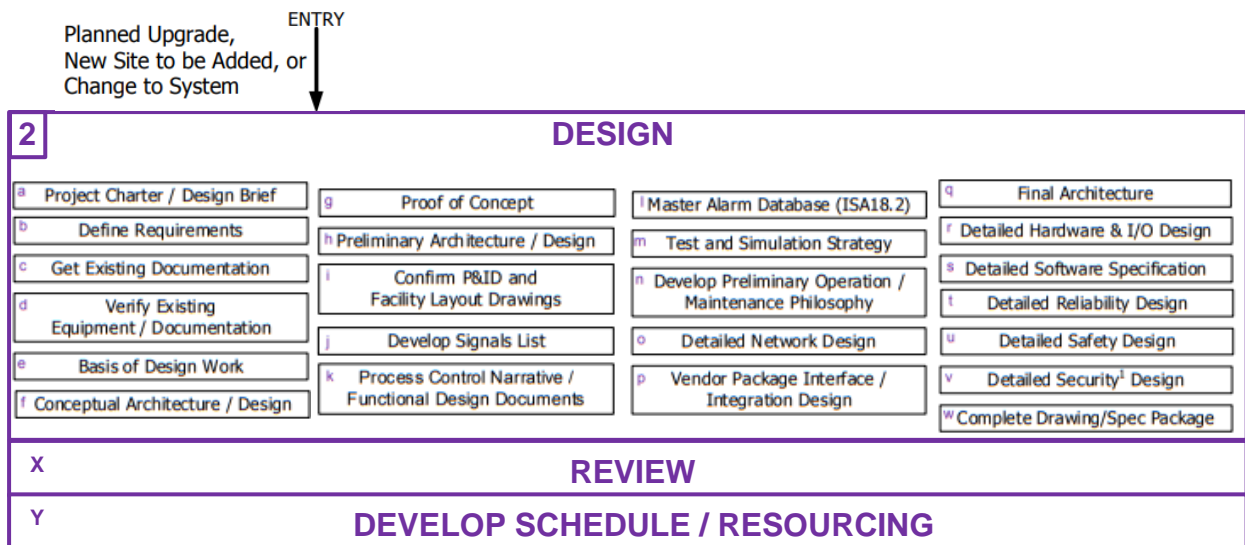 ENTRY
Planned Upgrade,
New Site to be Added, or
Change to System
2
DESIGN
a Project Charter / Design Brief
b Define Requirements
c Get Existing Documentation
d Verify Existing
Equipment / Documentation
e Basis of Design Work
f Conceptual Architecture / Design
g Proof of Concept
h Preliminary Architecture / Design
i Confirm P&ID and
Facility Layout Drawings
j Develop Signals List
k Process Control Narrative /
Functional Design Documents
l Master Alarm Database (ISA18.2)
m Test and Simulation Strategy
n Develop Preliminary Operation /
Maintenance Philosophy
o Detailed Network Design
p Vendor Package Interface /
Integration Design
q Final Architecture
r Detailed Hardware & I/O Design
s Detailed Software Specification
t Detailed Reliability Design
u Detailed Safety Design
v Detailed Security¹ Design
w Complete Drawing/Spec Package
X REVIEW
Y DEVELOP SCHEDULE / RESOURCING